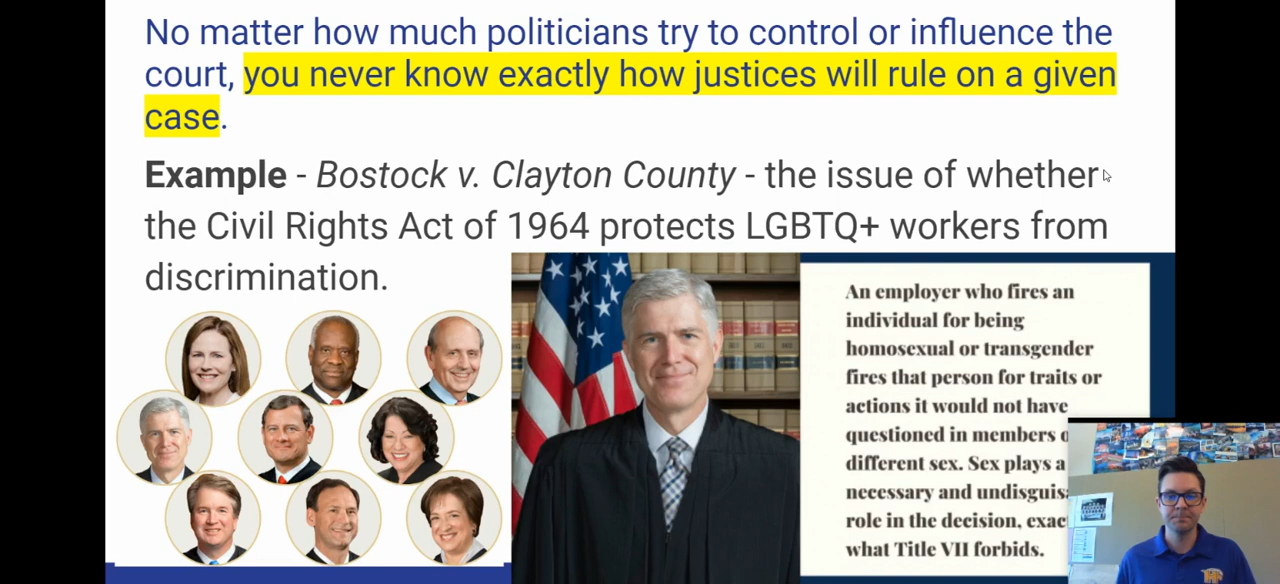 No matter how much politicians try to control or influence the
court, you never know exactly how justices will rule on a given
case.
Example - Bostock v. Clayton County - the issue of whether
the Civil Rights Act of 1964 protects LGBTQ+ workers from
discrimination.
An employer who fires an
individual for being
homosexual or transgender
fires that person for traits or
actions it would not have
questioned in members
different sex. Sex plays a
necessary and
role in the decision,
what Title VII forbids.